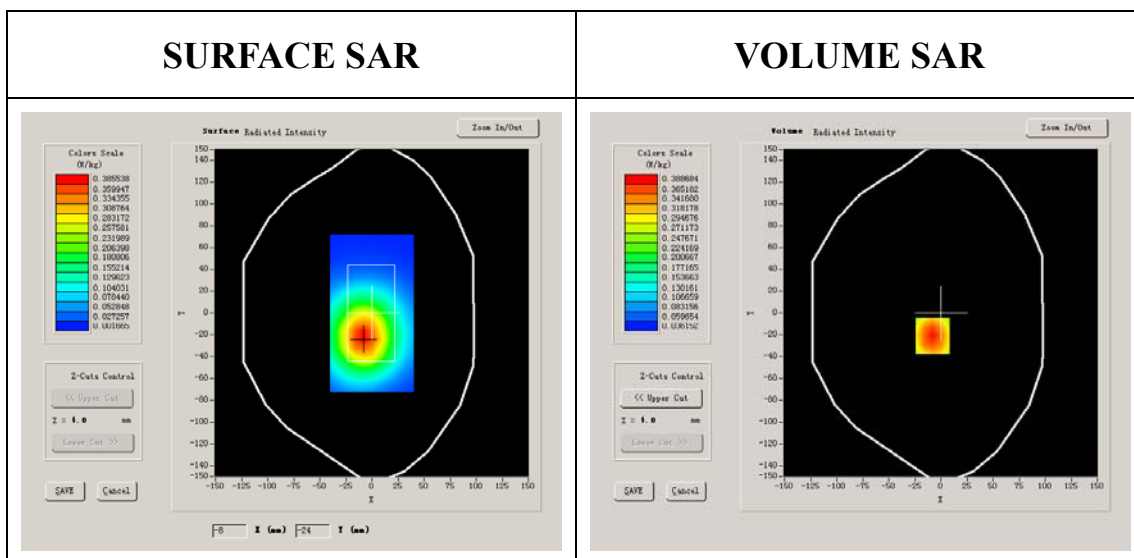 SURFACE SAR
VOLUME SAR
Surface Radiated Intensity
Zoom In/Out
Colors Scale
(W/kg)
0.385538
0.359947
0.334355
0.308764
0.283172
0.257581
0.231989
0.206398
0.180806
0.155214
0.129623
0.104031
0.078440
0.052848
0.027257
0.001665
150
120
80
60
40
20
0
-20
-40
-60
-80
-100
-120
-140
-150
Y
-150 -125 -100 -75 -50 -25 0 25 50 75 100 125 150
X
Z-Cuts Control
<< Upper Cut
Z = 4.0 mm
Lower Cut >>
SAVE
Cancel
-8 X (mm) -24 Y (mm)
Volume Radiated Intensity
Zoom In/Out
Colors Scale
(W/kg)
0.388684
0.365182
0.341680
0.318178
0.294676
0.271173
0.247671
0.224169
0.200667
0.177165
0.153663
0.130161
0.106659
0.083156
0.059654
0.036152
150
120
80
60
40
20
0
-20
-40
-60
-80
-100
-120
-140
-150
Y
-150 -125 -100 -75 -50 -25 0 25 50 75 100 125 150
X
Z-Cuts Control
<< Upper Cut
Z = 4.0 mm
Lower Cut >>
SAVE
Cancel